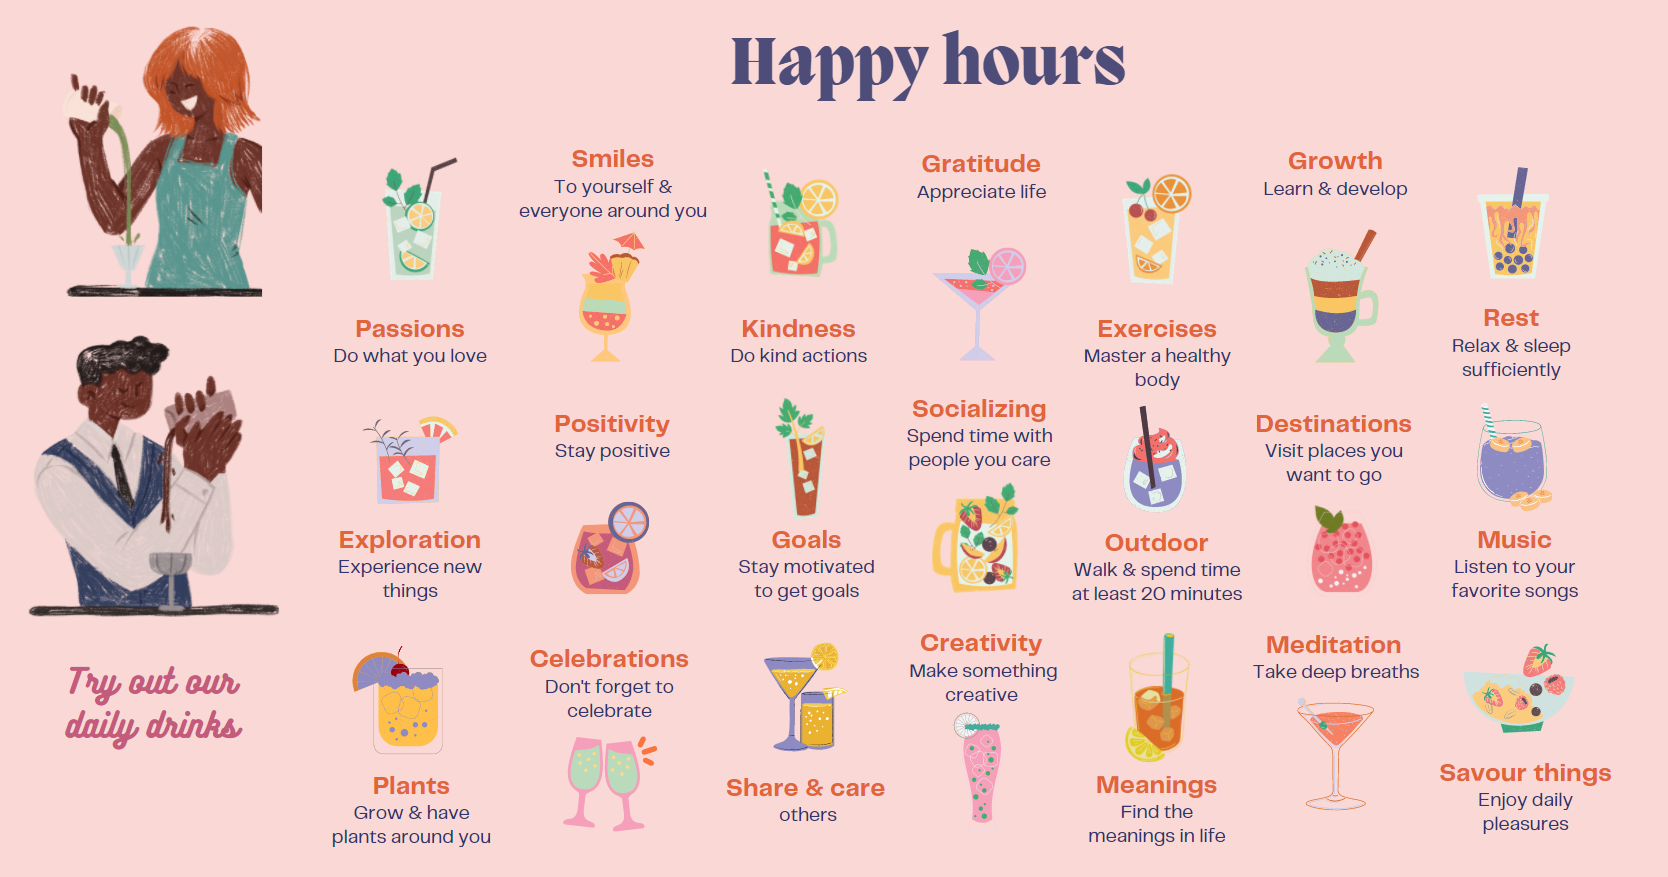 Happy hours
Passions
Do what you love
Smiles
To yourself &
everyone around you
Kindness
Do kind actions
Gratitude
Appreciate life
Exercises
Master a healthy
body
Growth
Learn & develop
Rest
Relax & sleep
sufficiently
Exploration
Experience new
things
Positivity
Stay positive
Goals
Stay motivated
to get goals
Socializing
Spend time with
people you care
Outdoor
Walk & spend time
at least 20 minutes
Destinations
Visit places you
want to go
Music
Listen to your
favorite songs
Try out our
daily drinks
Plants
Grow & have
plants around you
Celebrations
Don't forget to
celebrate
Share & care
others
Creativity
Make something
creative
Meanings
Find the
meanings in life
Meditation
Take deep breaths
Savour things
Enjoy daily
pleasures